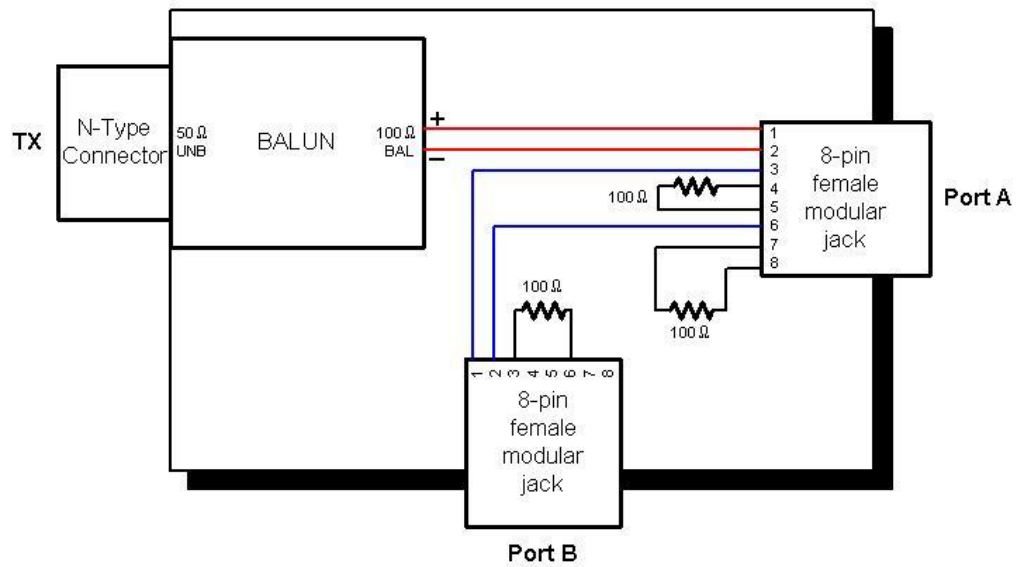 TX
N-Type
Connector
50 Ω
UNB
BALUN
100 Ω
BAL
+
−
1
2
3
4
5
6
7
8
8-pin
female
modular
jack
Port A
100 Ω
100 Ω
100 Ω
1 2 3 4 5 6 7 8
8-pin
female
modular
jack
Port B